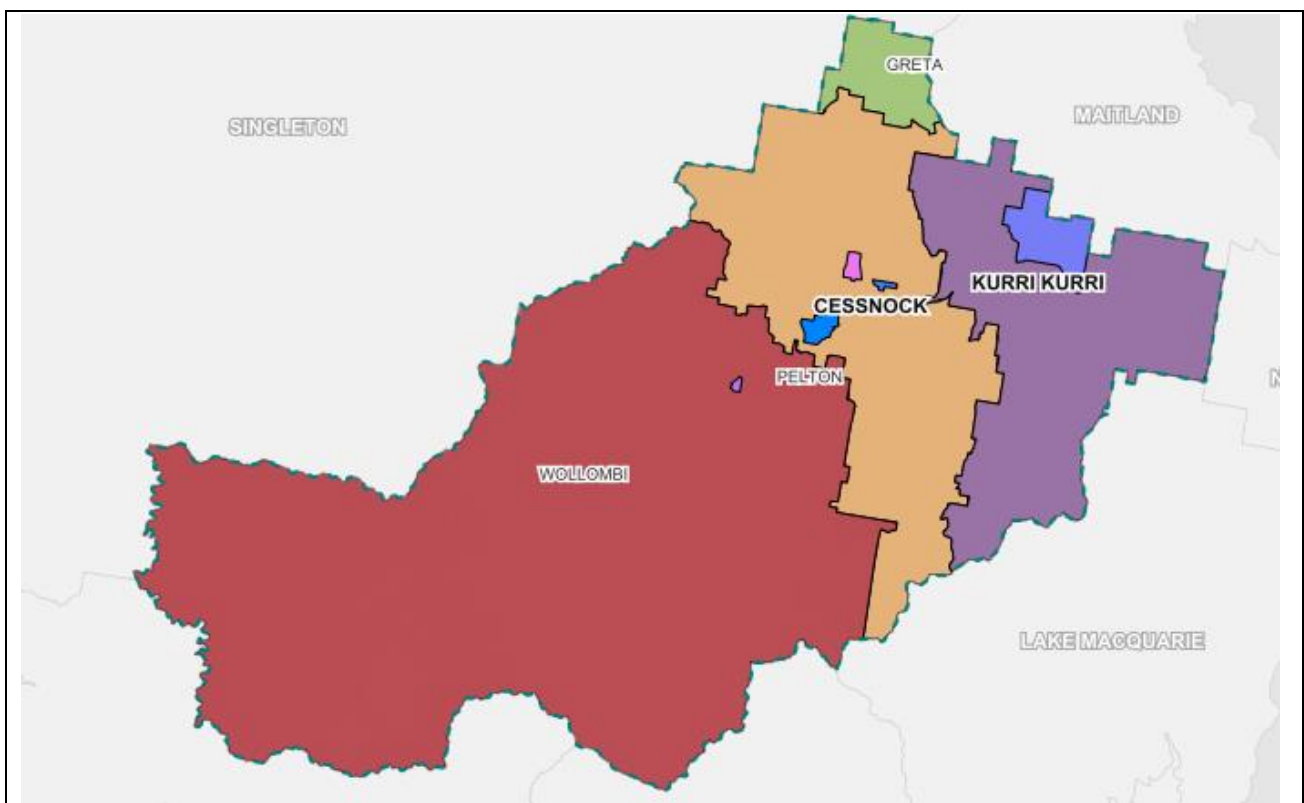 GRETA
MAITLAND
SINGLETON
KURRI KURRI
CESSNOCK
PELTON
WOLLOMBI
LAKE MACQUARIE